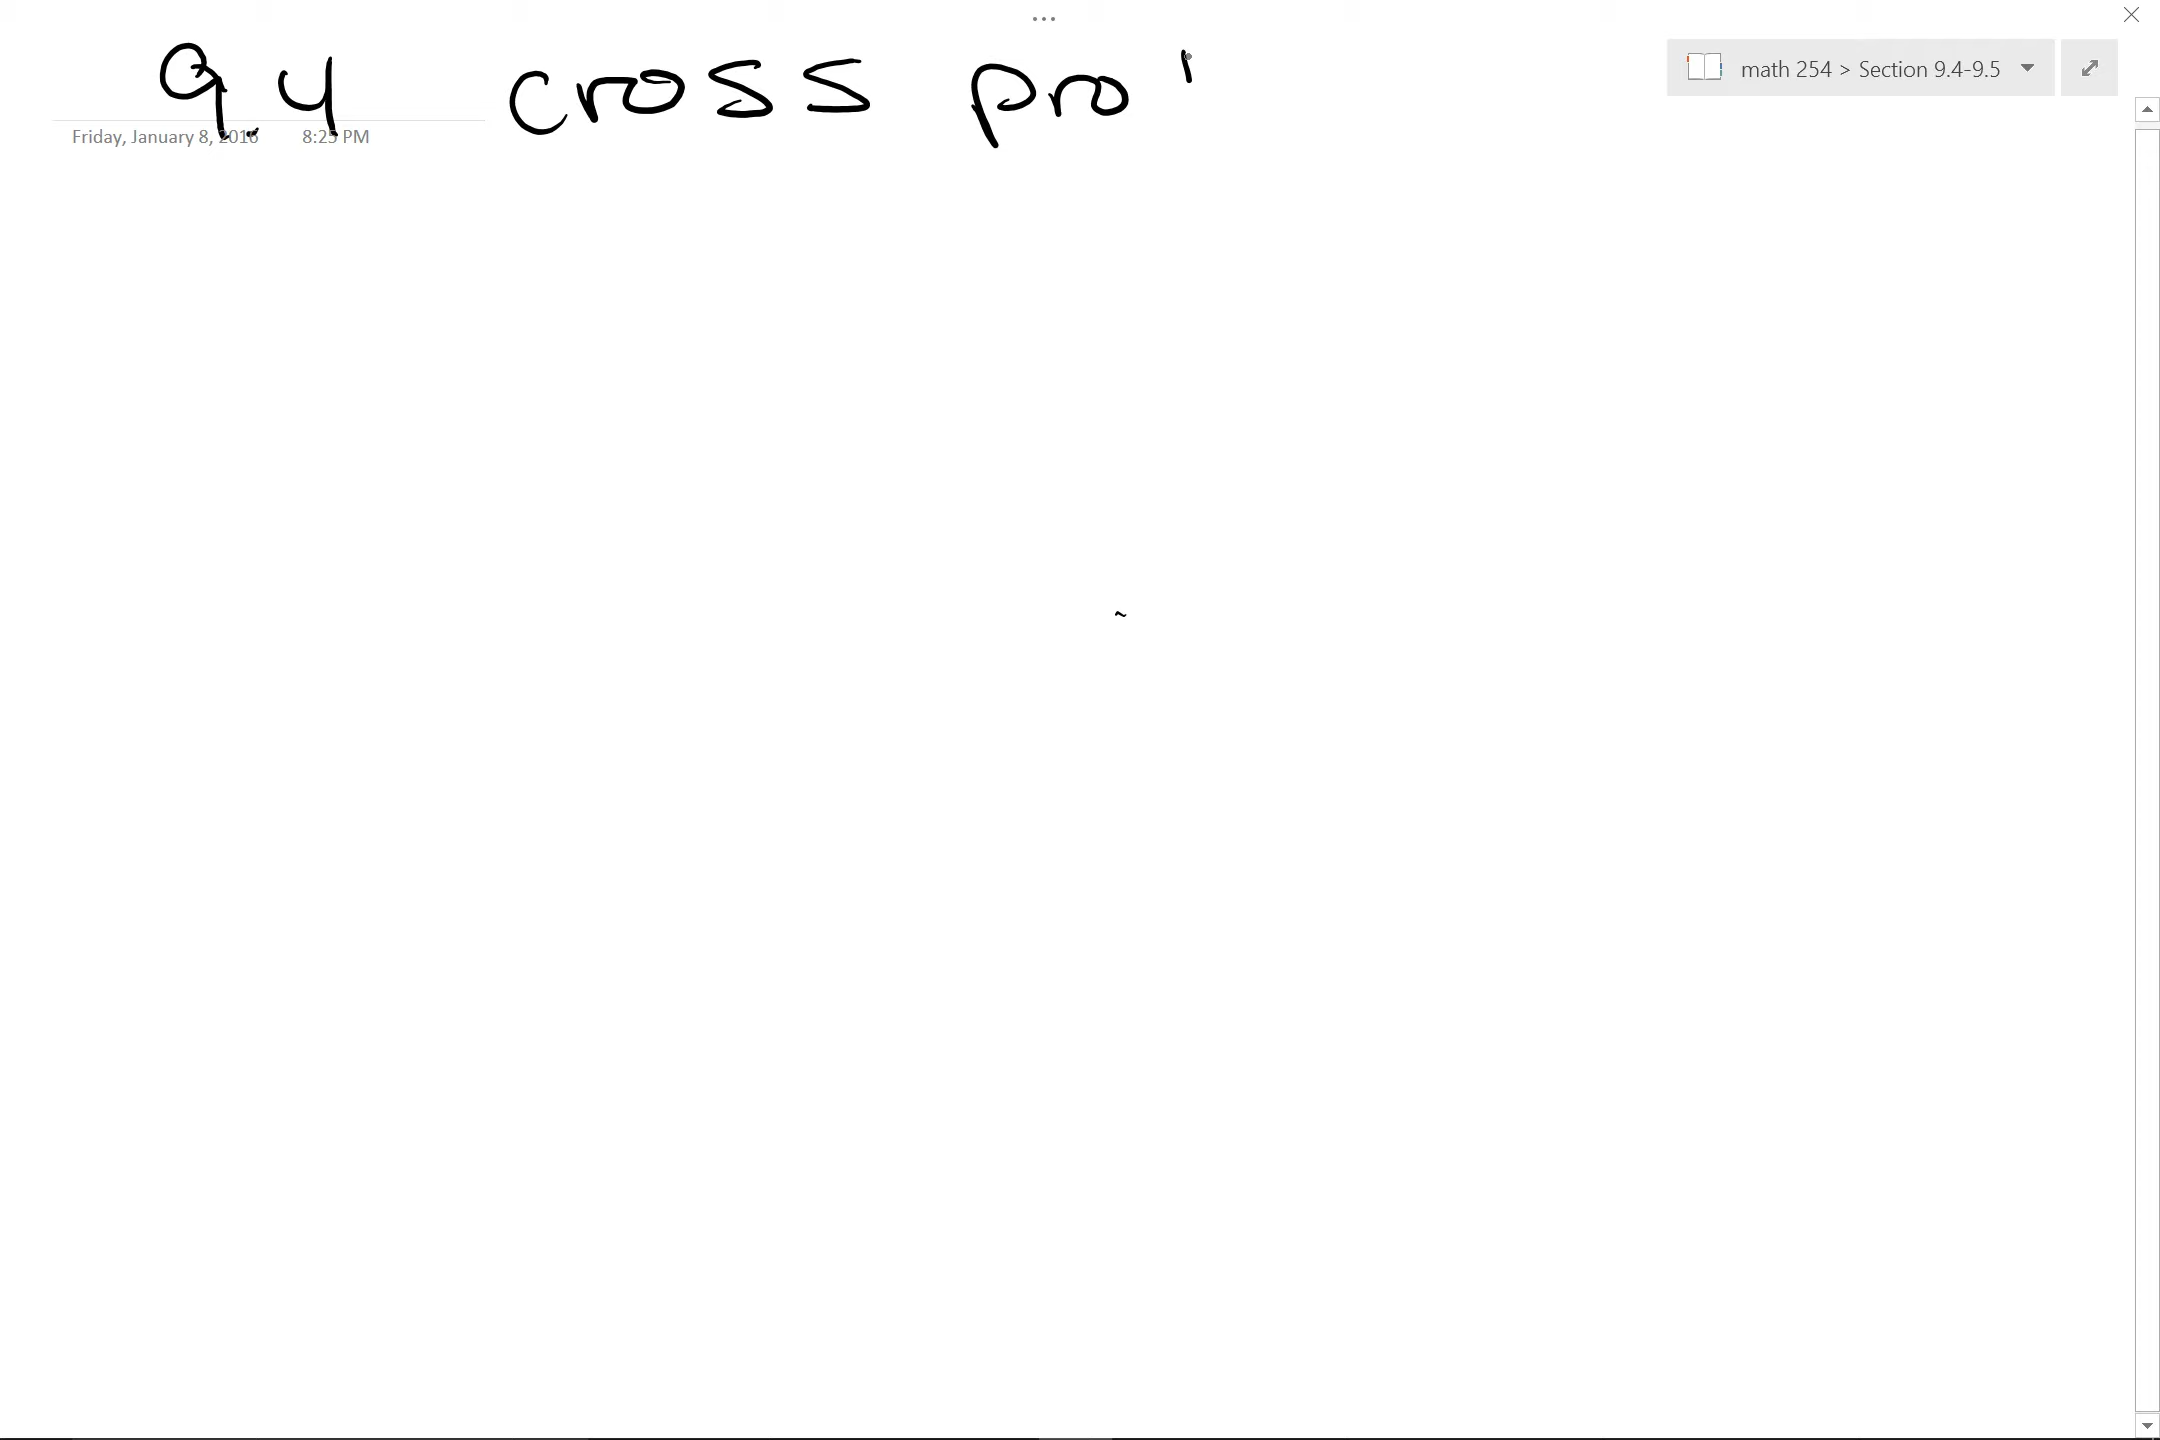 9.4 cross pro
math 254 > Section 9.4-9.5
Friday, January 8, 2016 8:25 PM